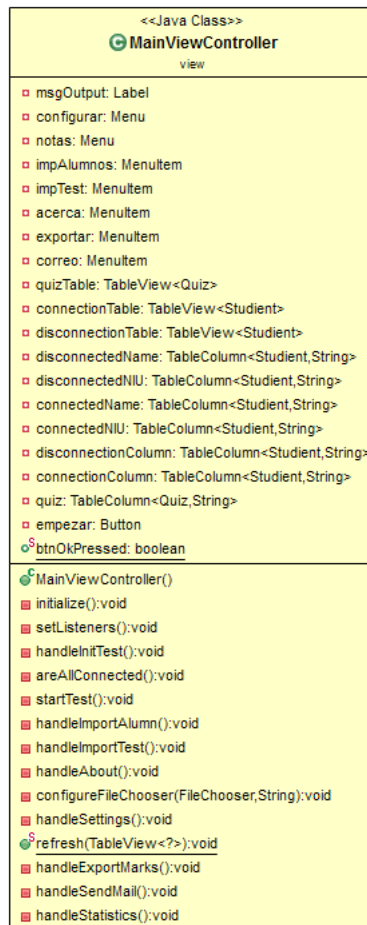 <<Java Class>>
MainViewController
view
msgOutput: Label
configurar: Menu
notas: Menu
impAlumnos: MenuItem
impTest: MenuItem
acerca: MenuItem
exportar: MenuItem
correo: MenuItem
quizTable: TableView<Quiz>
connectionTable: TableView<Studient>
disconnectionTable: TableView<Studient>
disconnectedName: TableColumn<Studient,String>
disconnectedNIU: TableColumn<Studient,String>
connectedName: TableColumn<Studient,String>
connectedNIU: TableColumn<Studient,String>
disconnectionColumn: TableColumn<Studient,String>
connectionColumn: TableColumn<Studient,String>
quiz: TableColumn<Quiz,String>
empezar: Button
S btnOkPressed: boolean
C MainViewController()
initialize():void
setListeners():void
handleInitTest():void
areAllConnected():void
startTest():void
handleImportAlumn():void
handleImportTest():void
handleAbout():void
configureFileChooser(FileChooser,String):void
handleSettings():void
S refresh(TableView<?>):void
handleExportMarks():void
handleSendMail():void
handleStatistics():void